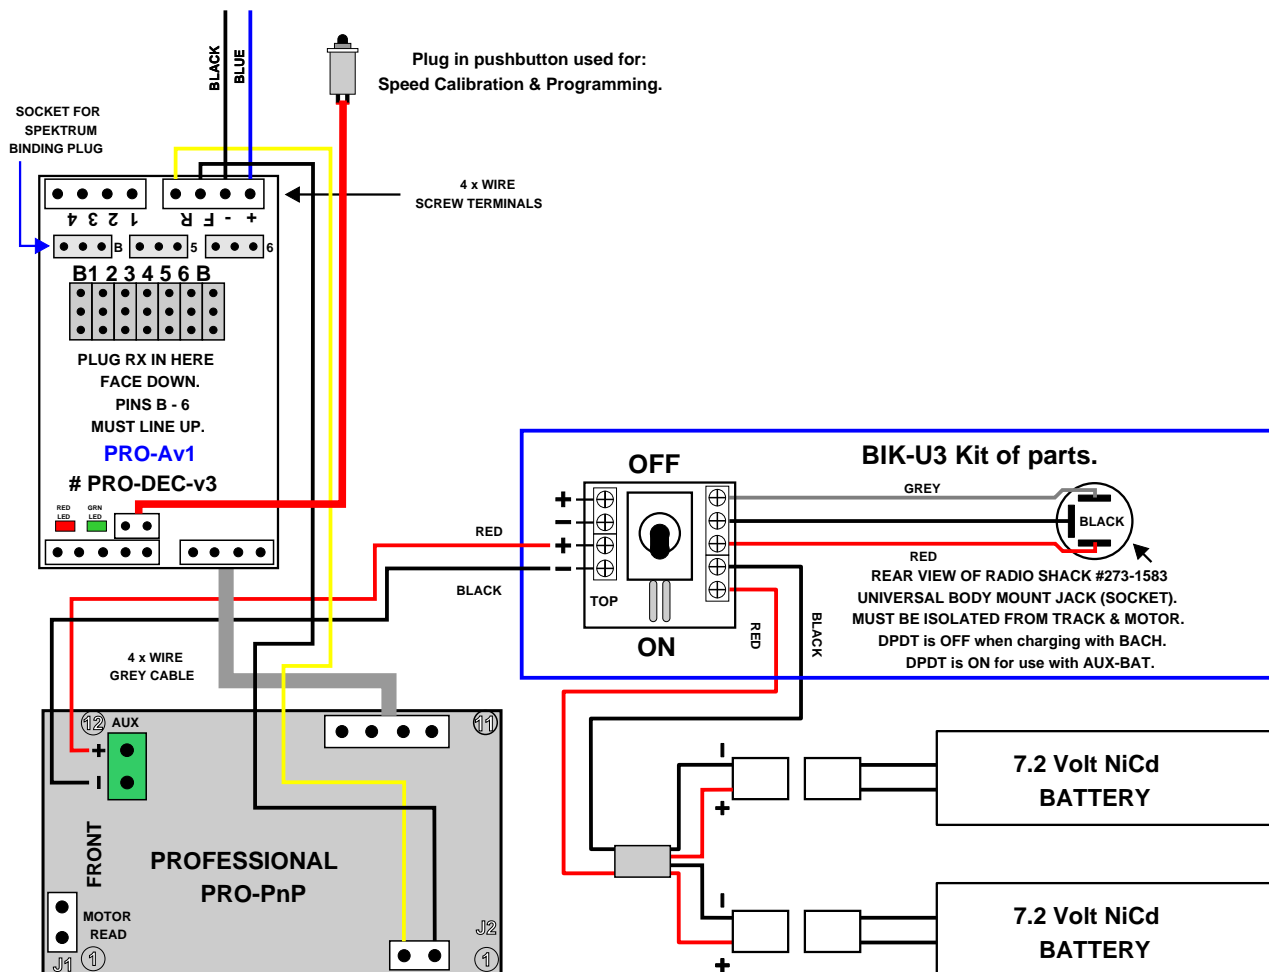 BLACK
BLUE
Plug in pushbutton used for:
Speed Calibration & Programming.
SOCKET FOR
SPEKTRUM
BINDING PLUG
4 x WIRE
SCREW TERMINALS
4 3 2 1
R F - +
B
5
6
B1 2 3 4 5 6 B
PLUG RX IN HERE
FACE DOWN.
PINS B - 6
MUST LINE UP.
PRO-Av1
# PRO-DEC-v3
RED
LED
GRN
LED
BIK-U3 Kit of parts.
OFF
+
-
+
-
TOP
ON
GREY
BLACK
RED
REAR VIEW OF RADIO SHACK #273-1583
UNIVERSAL BODY MOUNT JACK (SOCKET).
MUST BE ISOLATED FROM TRACK & MOTOR.
DPDT is OFF when charging with BACH.
DPDT is ON for use with AUX-BAT.
RED
BLACK
RED
BLACK
4 x WIRE
GREY CABLE
12
AUX
11
+
-
FRONT
PROFESSIONAL
PRO-PnP
MOTOR
READ
J1
1
J2
1
-
+
7.2 Volt NiCd
BATTERY
-
+
7.2 Volt NiCd
BATTERY